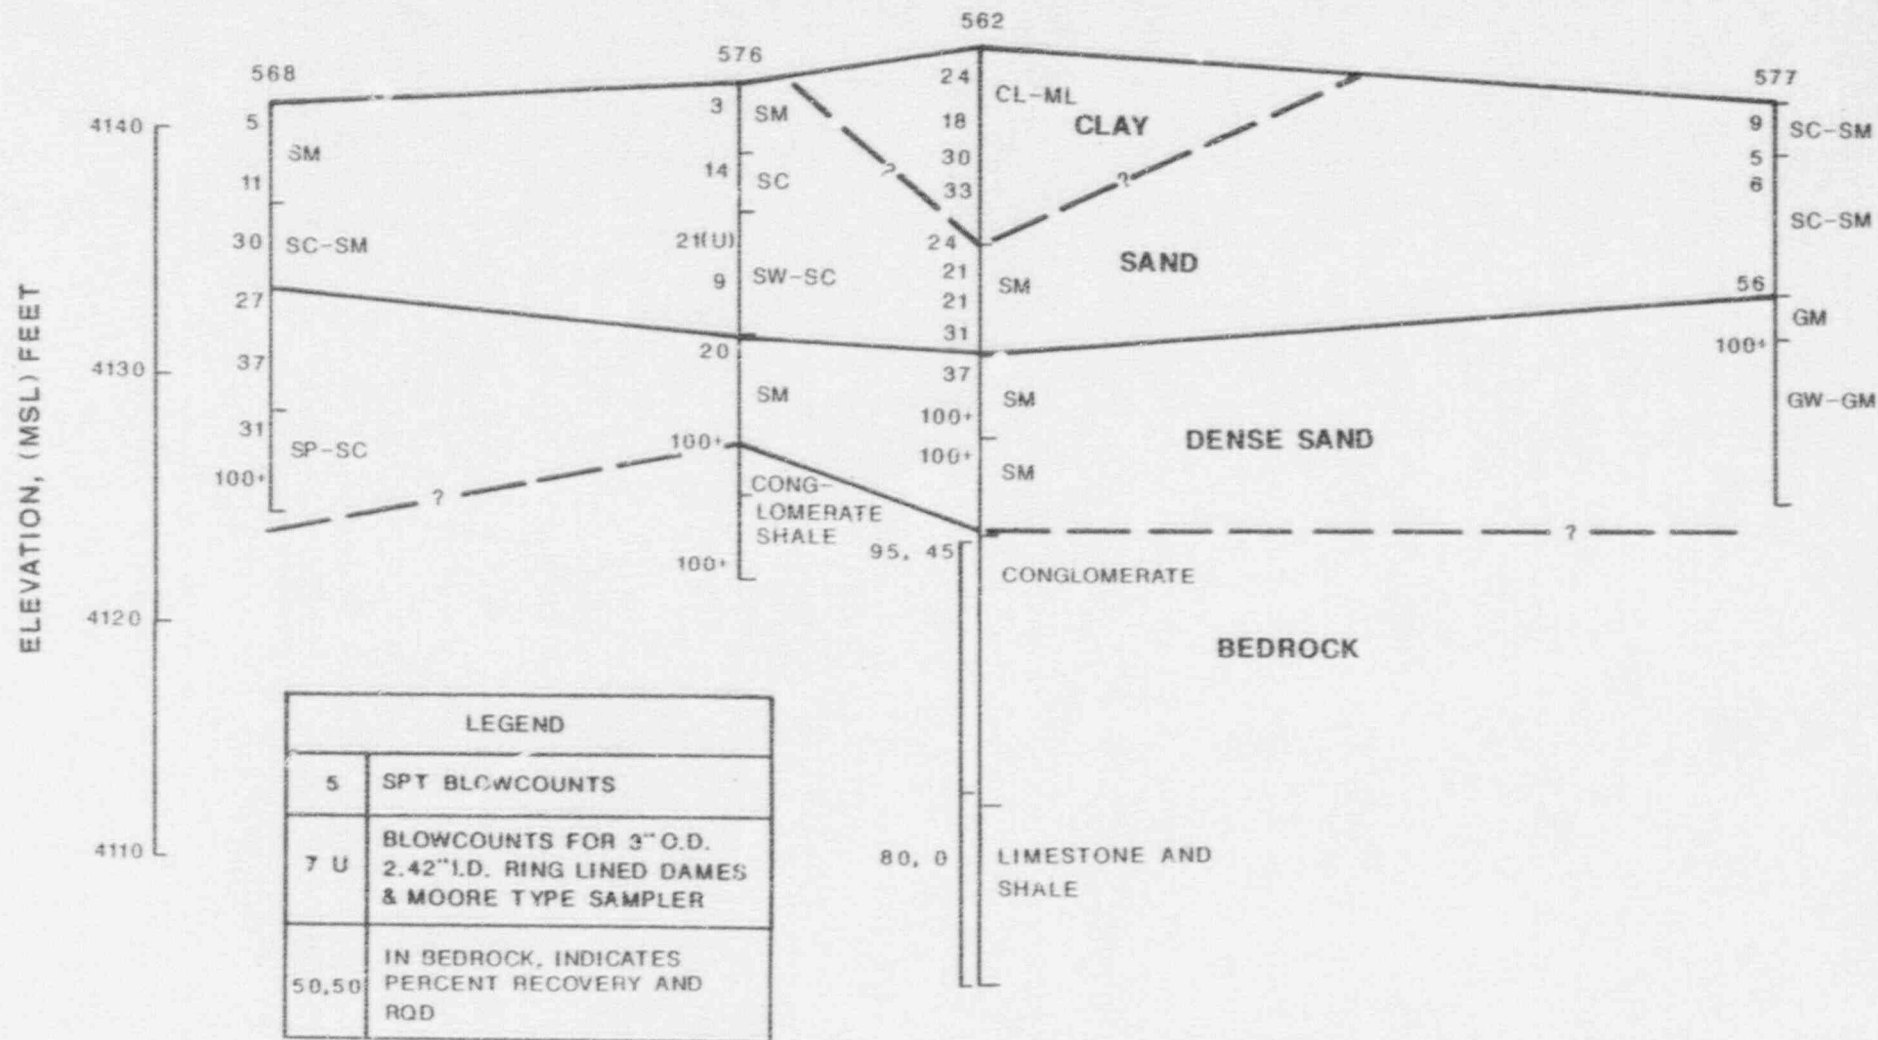 ELEVATION, (MSL) FEET
4140
4130
4120
4110
568
5
SM
11
30
SC-SM
27
37
31
SP-SC
100+
?
576
3
SM
14
SC
21(U)
9
SW-SC
20
SM
100+
CONG-
LOMERATE
SHALE
100+
?
562
24
CL-ML
CLAY
18
30
33
?
24
SAND
21
SM
21
31
37
SM
100+
DENSE SAND
100+
SM
?
95, 45
CONGLOMERATE
BEDROCK
80, 0
LIMESTONE AND
SHALE
577
9
SC-SM
5
6
SC-SM
56
GM
100+
GW-GM
LEGEND
5
SPT BLOWCOUNTS
7 U
BLOWCOUNTS FOR 3" O.D.
2.42" I.D. RING LINED DAMES
& MOORE TYPE SAMPLER
50,50
IN BEDROCK, INDICATES
PERCENT RECOVERY AND
RQD